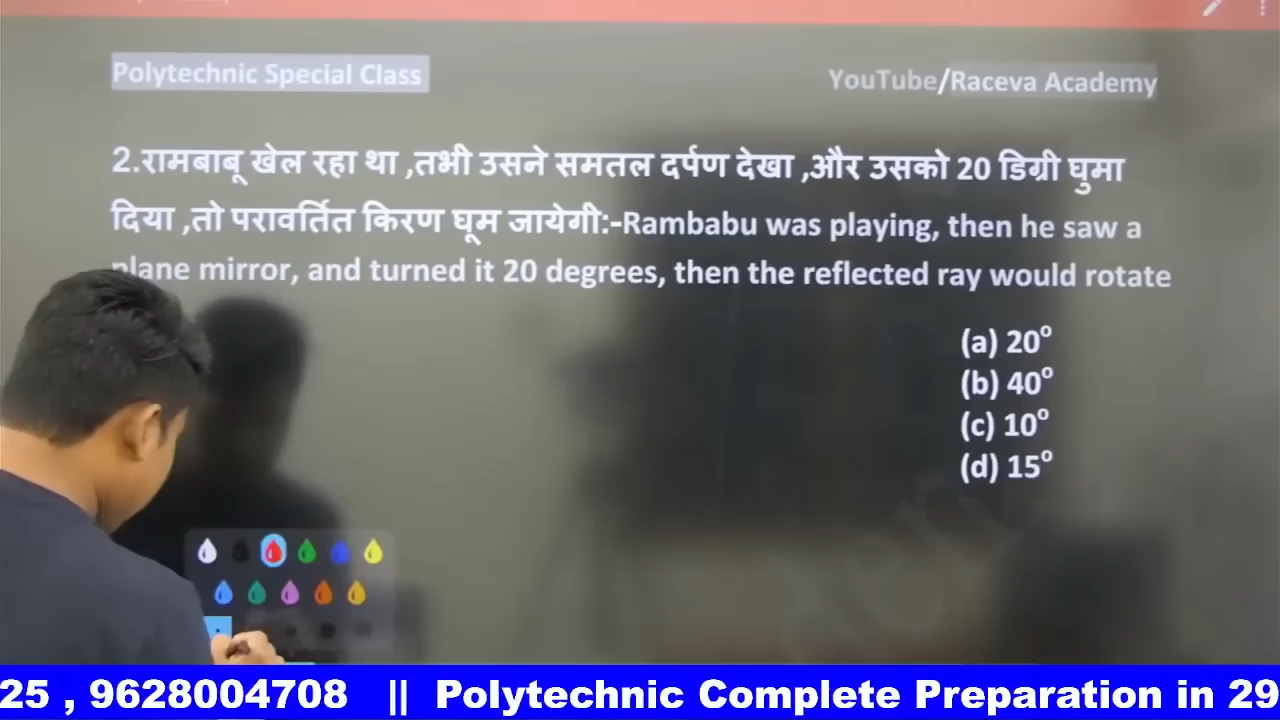 Polytechnic Special Class
YouTube/Raceva Academy
2.रामबाबू खेल रहा था ,तभी उसने समतल दर्पण देखा ,और उसको 20 डिग्री घुमा
दिया ,तो परावर्तित किरण घूम जायेगी:-Rambabu was playing, then he saw a
plane mirror, and turned it 20 degrees, then the reflected ray would rotate
(a) 20°
(b) 40°
(c) 10°
(d) 15°
25 , 9628004708 || Polytechnic Complete Preparation in 29